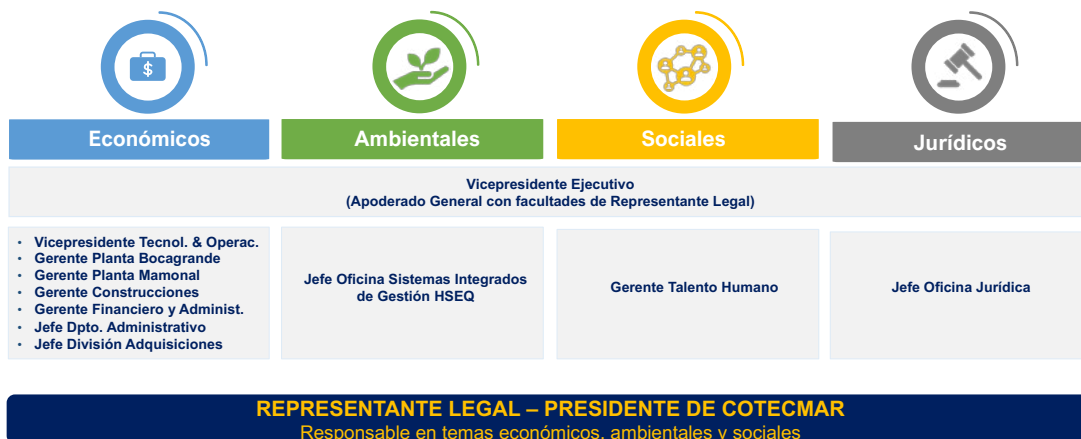 $
Económicos
Ambientales
Sociales
Jurídicos
Vicepresidente Ejecutivo
(Apoderado General con facultades de Representante Legal)
• Vicepresidente Tecnol. & Operac.
• Gerente Planta Bocagrande
• Gerente Planta Mamonal
• Gerente Construcciones
• Gerente Financiero y Administ.
• Jefe Dpto. Administrativo
• Jefe División Adquisiciones
Jefe Oficina Sistemas Integrados
de Gestión HSEQ
Gerente Talento Humano
Jefe Oficina Jurídica
REPRESENTANTE LEGAL – PRESIDENTE DE COTECMAR
Responsable en temas económicos, ambientales y sociales